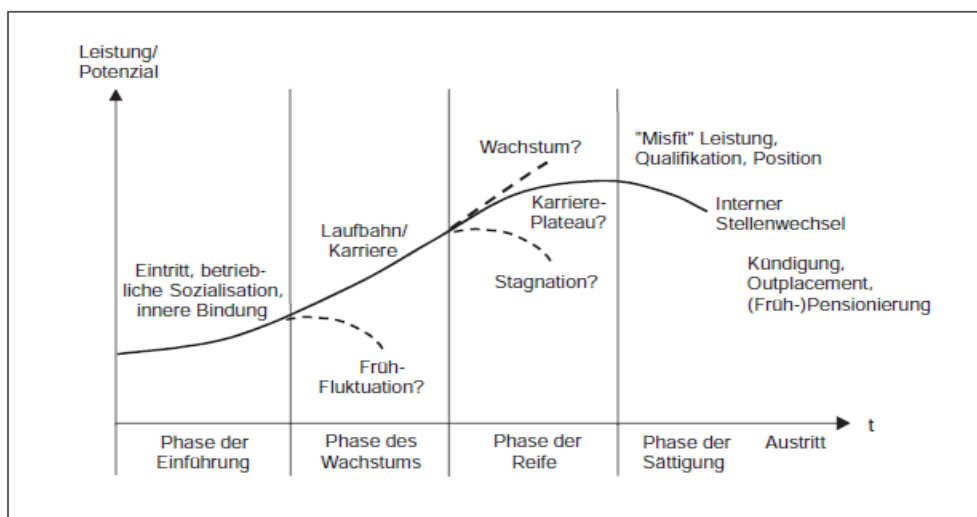 Leistung/
Potenzial
Eintritt, betrieb-
liche Sozialisation,
innere Bindung
Laufbahn/
Karriere
Früh-
Fluktuation?
Wachstum?
Karriere-
Plateau?
Stagnation?
"Misfit" Leistung,
Qualifikation, Position
Interner
Stellenwechsel
Kündigung,
Outplacement,
(Früh-)Pensionierung
t
Phase der
Einführung
Phase des
Wachstums
Phase der
Reife
Phase der
Sättigung
Austritt